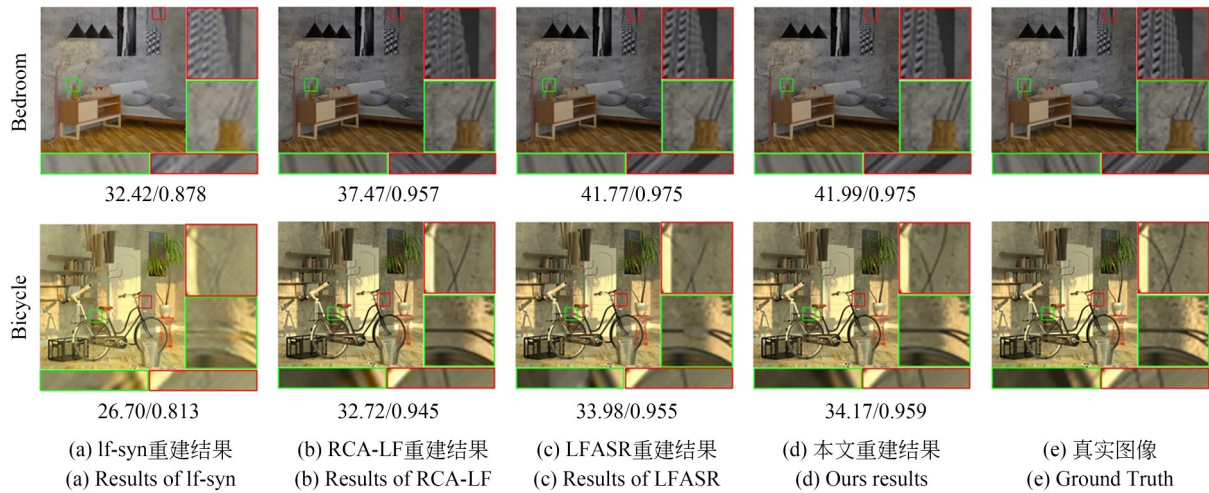 Bedroom
32.42/0.878 37.47/0.957 41.77/0.975 41.99/0.975
Bicycle
26.70/0.813 32.72/0.945 33.98/0.955 34.17/0.959
(a) lf-syn重建结果 (b) RCA-LF重建结果 (c) LFASR重建结果 (d) 本文重建结果 (e) 真实图像
(a) Results of lf-syn (b) Results of RCA-LF (c) Results of LFASR (d) Ours results (e) Ground Truth